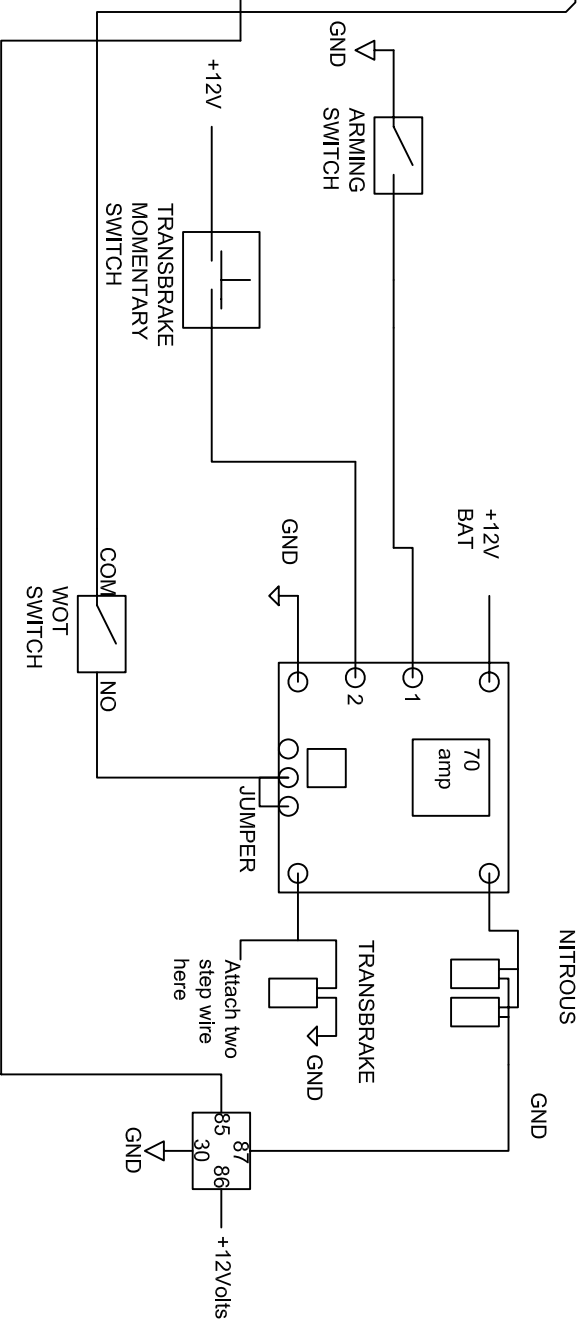 GND
ARMING
SWITCH
+12V
TRANSBRAKE
MOMENTARY
SWITCH
+12V
BAT
GND
COM
WOT
SWITCH
NO
1
2
70
amp
JUMPER
NITROUS
TRANSBRAKE
GND
Attach two
step wire
here
GND
85
87
30
86
GND
+12Volts